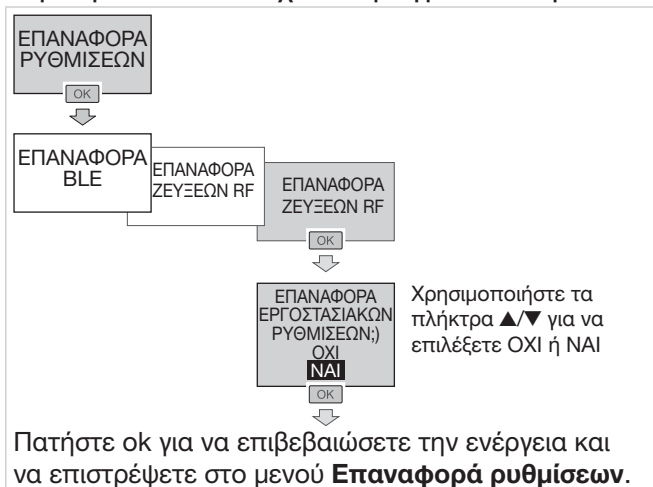 ΕΠΑΝΑΦΟΡΑ
ΡΥΘΜΙΣΕΩΝ
OK
ΕΠΑΝΑΦΟΡΑ
BLE
ΕΠΑΝΑΦΟΡΑ
ΖΕΥΞΕΩΝ RF
ΕΠΑΝΑΦΟΡΑ
ΖΕΥΞΕΩΝ RF
OK
ΕΠΑΝΑΦΟΡΑ
ΕΡΓΟΣΤΑΣΙΑΚΩΝ
ΡΥΘΜΙΣΕΩΝ;)
ΟΧΙ
ΝΑΙ
OK
Χρησιμοποιήστε τα
πλήκτρα ▲/▼ για να
επιλέξετε ΟΧΙ ή ΝΑΙ
Πατήστε ok για να επιβεβαιώσετε την ενέργεια και
να επιστρέψετε στο μενού Επαναφορά ρυθμίσεων.